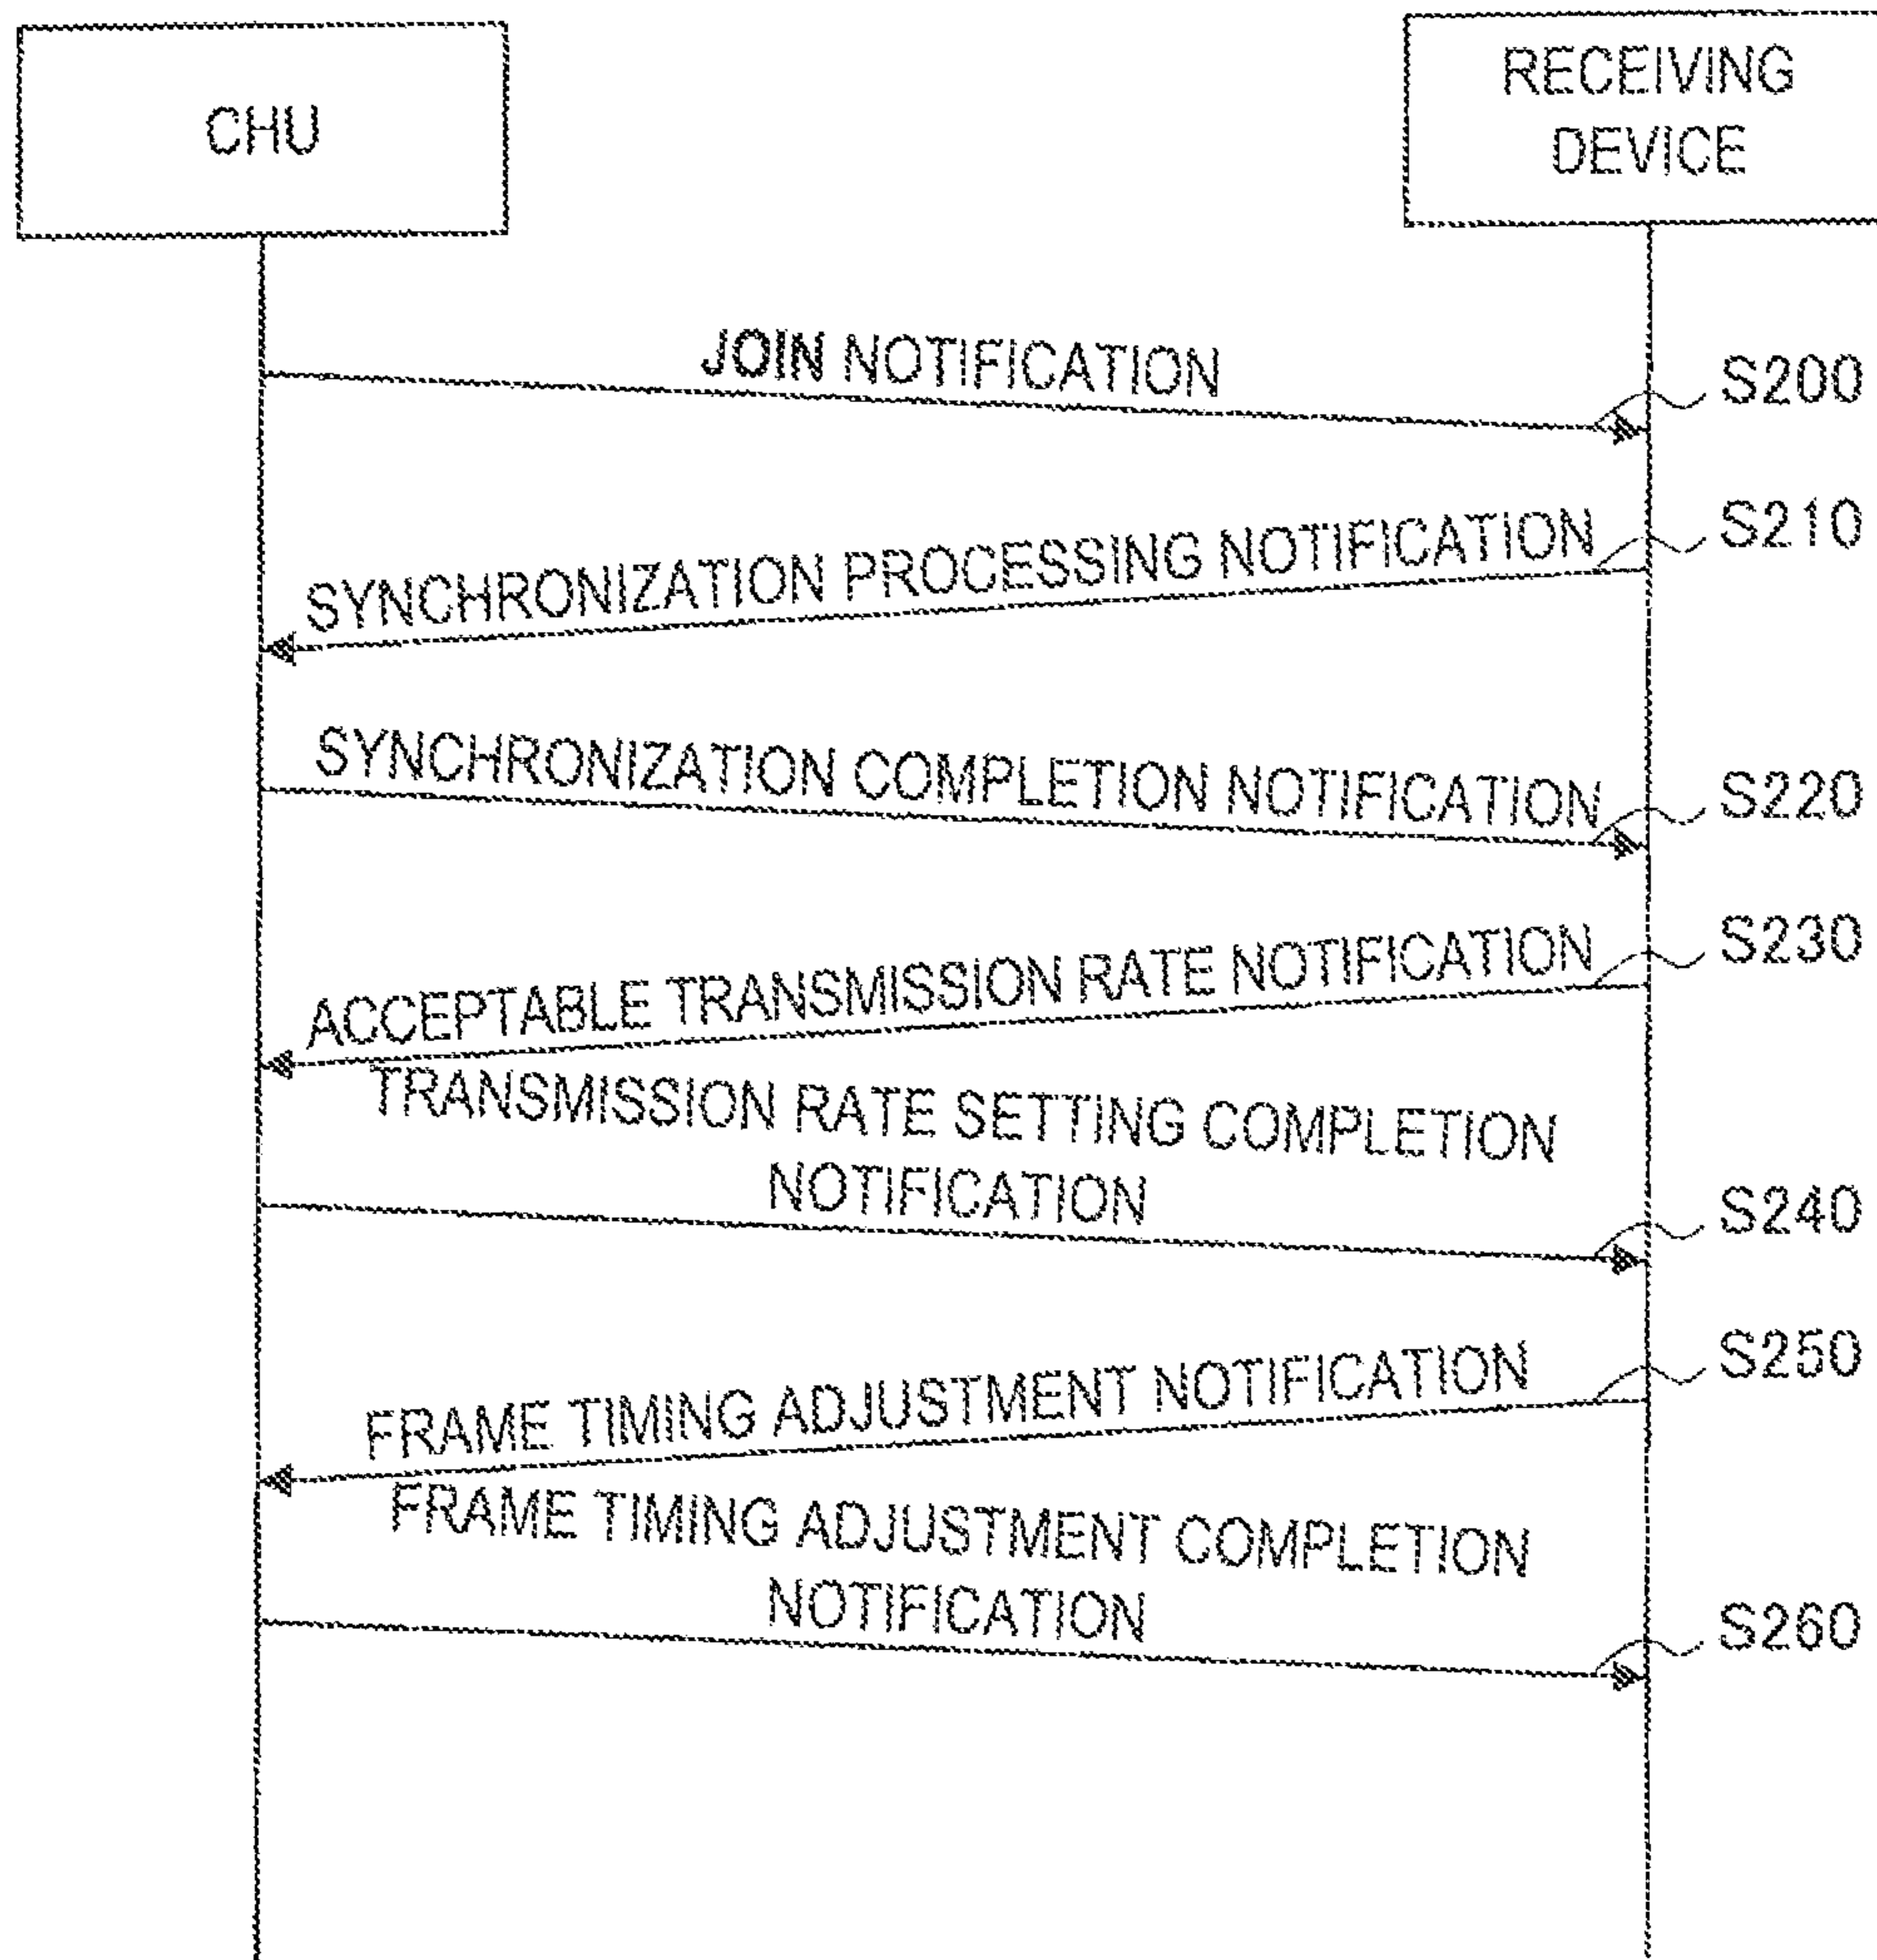 CHU
RECEIVING
DEVICE
JOIN NOTIFICATION
S200
SYNCHRONIZATION PROCESSING NOTIFICATION
S210
SYNCHRONIZATION COMPLETION NOTIFICATION
S220
ACCEPTABLE TRANSMISSION RATE NOTIFICATION
S230
TRANSMISSION RATE SETTING COMPLETION
NOTIFICATION
S240
FRAME TIMING ADJUSTMENT NOTIFICATION
S250
FRAME TIMING ADJUSTMENT COMPLETION
NOTIFICATION
S260